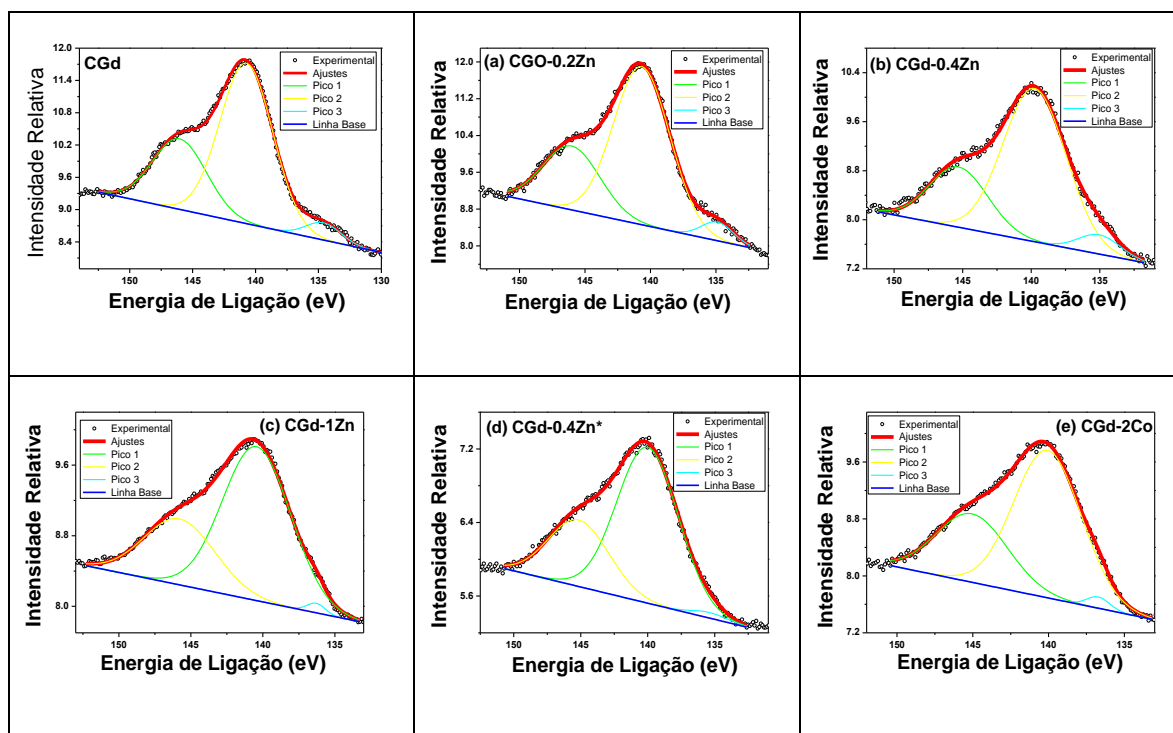 CGd
Experimental
Ajustes
Pico 1
Pico 2
Pico 3
Linha Base
12.0
11.4
10.8
10.2
9.6
9.0
8.4
150
145
140
135
130
Intensidade Relativa
Energia de Ligação (eV)
(a) CGO-0.2Zn
Experimental
Ajustes
Pico 1
Pico 2
Pico 3
Linha Base
12.0
11.2
10.4
9.6
8.8
8.0
150
145
140
135
Intensidade Relativa
Energia de Ligação (eV)
(b) CGd-0.4Zn
Experimental
Ajustes
Pico 1
Pico 2
Pico 3
Linha Base
10.4
9.6
8.8
8.0
7.2
150
145
140
135
Intensidade Relativa
Energia de Ligação (eV)
(c) CGd-1Zn
Experimental
Ajustes
Pico 1
Pico 2
Pico 3
Linha Base
9.6
8.8
8.0
150
145
140
135
Intensidade Relativa
Energia de Ligação (eV)
(d) CGd-0.4Zn*
Experimental
Ajustes
Pico 1
Pico 2
Pico 3
Linha Base
7.2
6.4
5.6
150
145
140
135
Intensidade Relativa
Energia de Ligação (eV)
(e) CGd-2Co
Experimental
Ajustes
Pico 1
Pico 2
Pico 3
Linha Base
9.6
8.8
8.0
7.2
150
145
140
135
Intensidade Relativa
Energia de Ligação (eV)